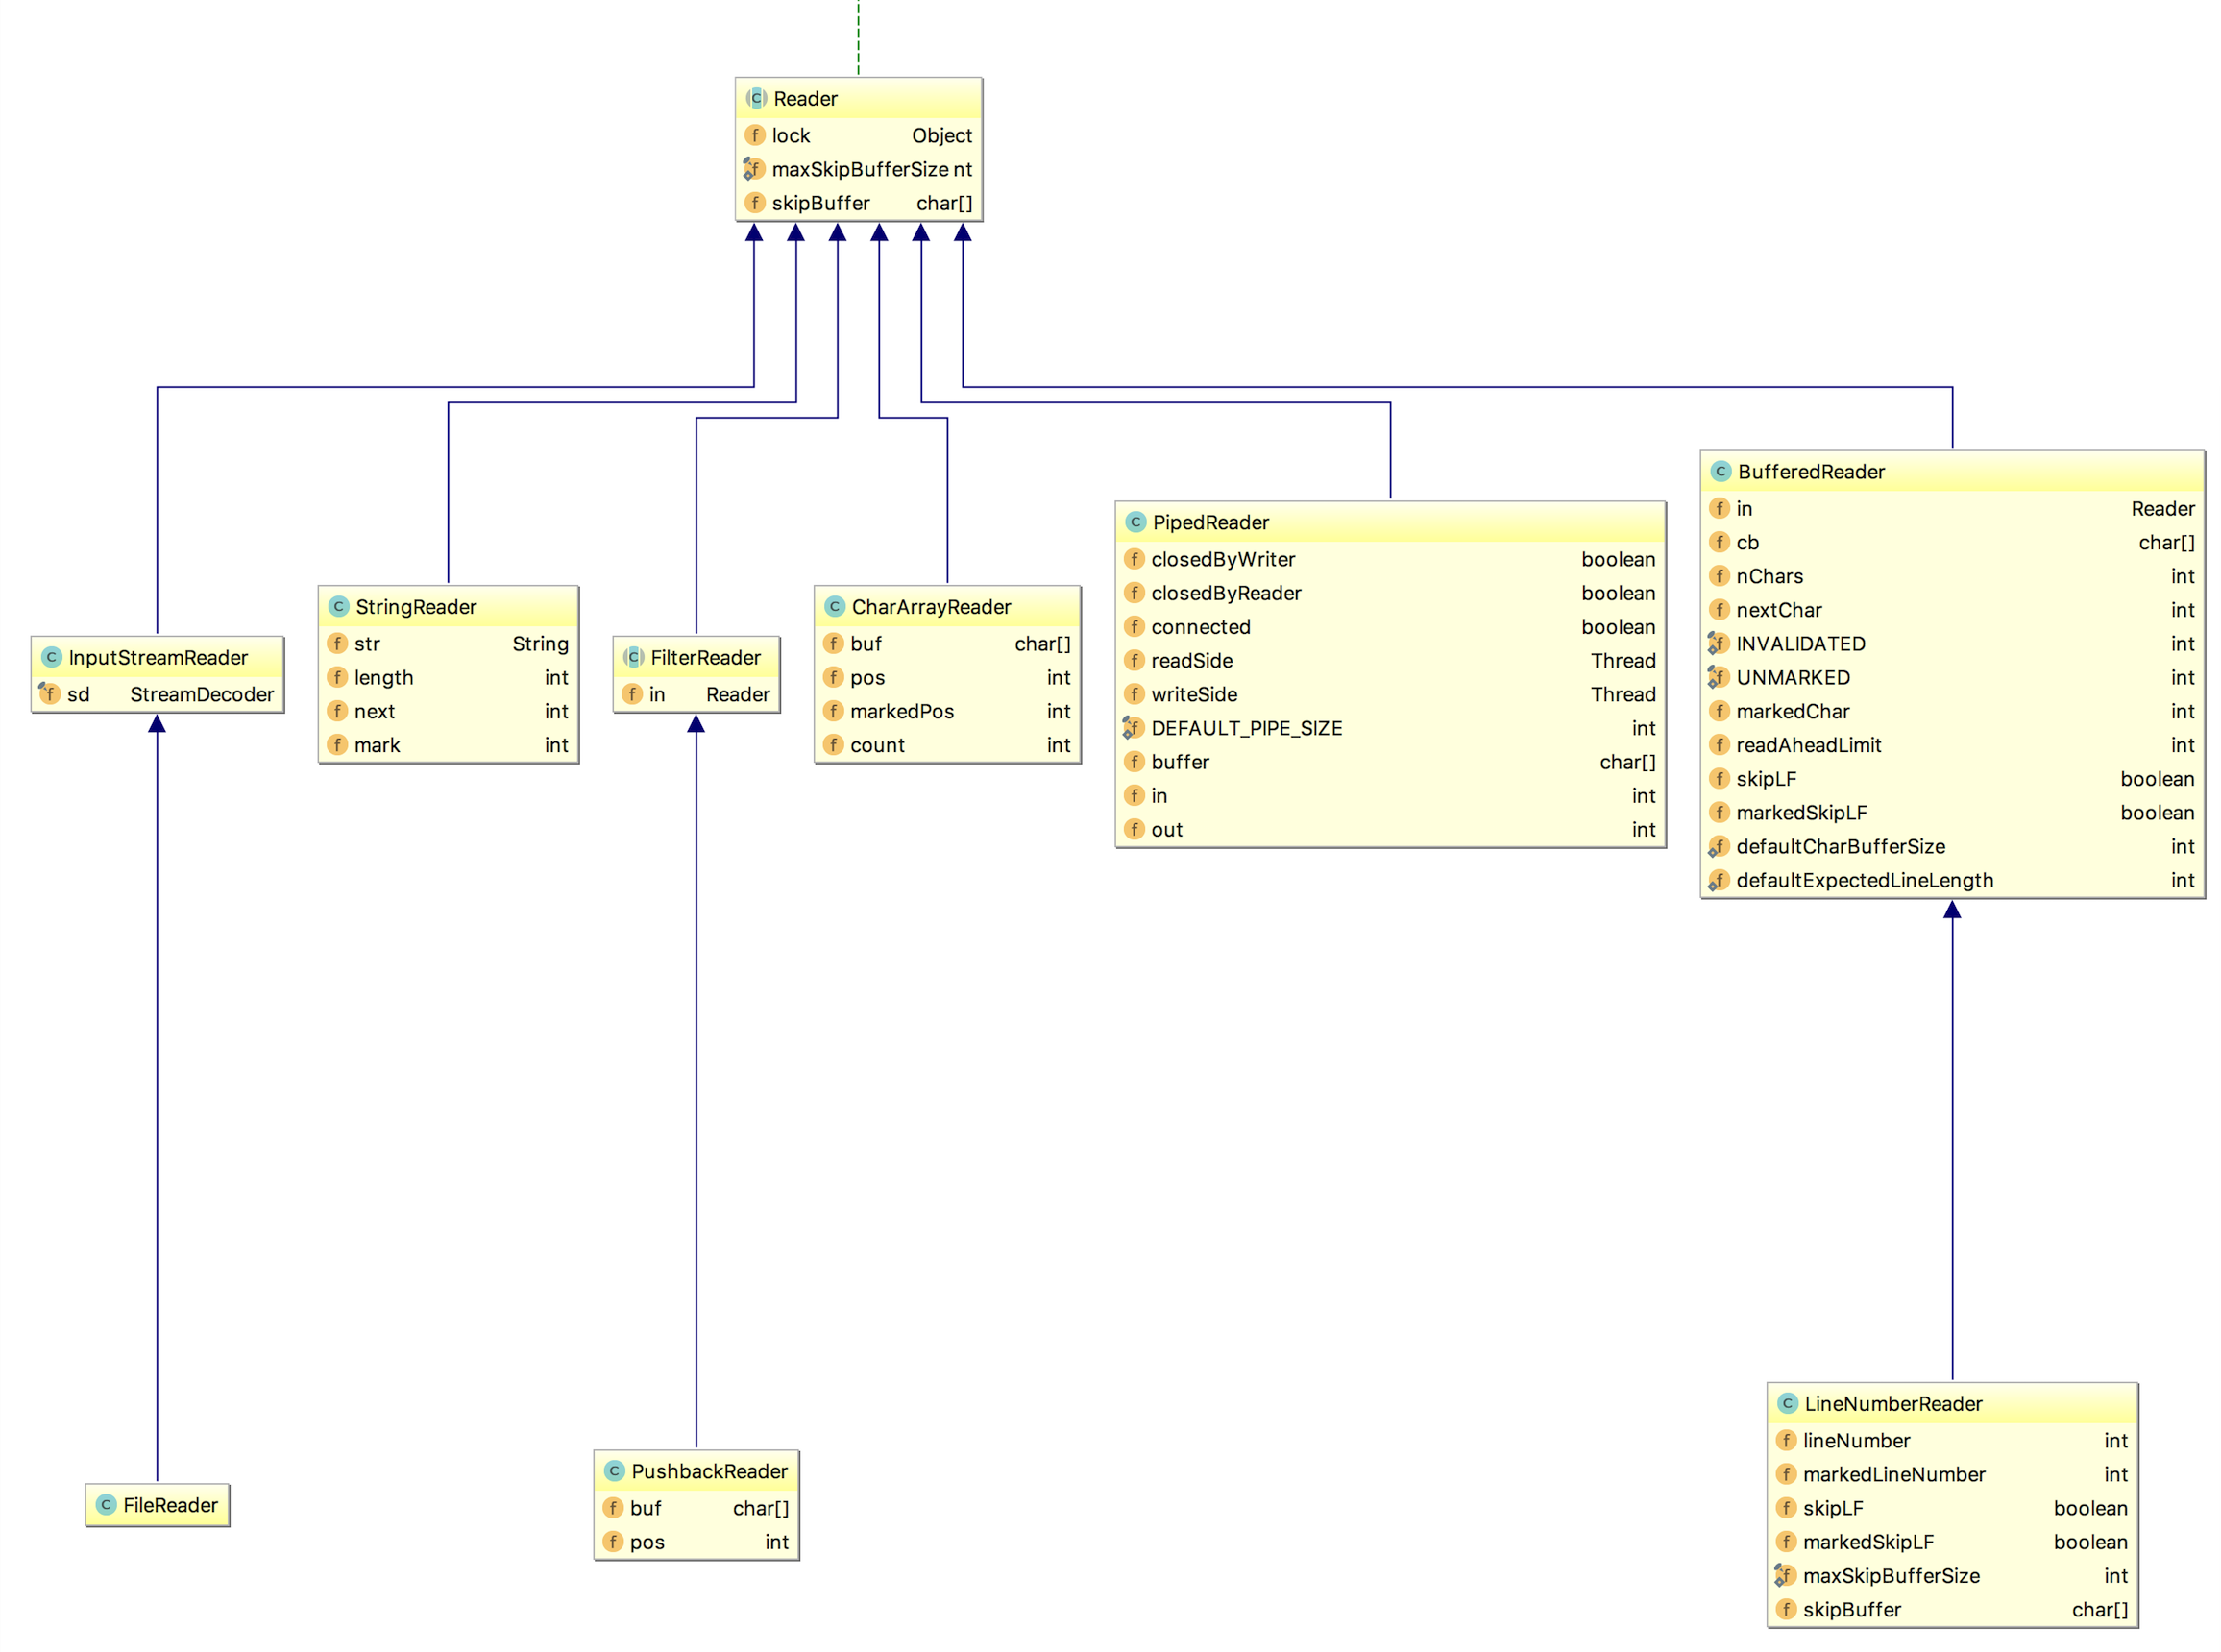 Reader
lock Object
maxSkipBufferSize nt
skipBuffer char[]
InputStreamReader
sd StreamDecoder
StringReader
str String
length int
next int
mark int
FilterReader
in Reader
CharArrayReader
buf char[]
pos int
markedPos int
count int
PipedReader
closedByWriter boolean
closedByReader boolean
connected boolean
readSide Thread
writeSide Thread
DEFAULT_PIPE_SIZE int
buffer char[]
in int
out int
BufferedReader
in Reader
cb char[]
nChars int
nextChar int
INVALIDATED int
UNMARKED int
markedChar int
readAheadLimit int
skipLF boolean
markedSkipLF boolean
defaultCharBufferSize int
defaultExpectedLineLength int
FileReader
PushbackReader
buf char[]
pos int
LineNumberReader
lineNumber int
markedLineNumber int
skipLF boolean
markedSkipLF boolean
maxSkipBufferSize int
skipBuffer char[]